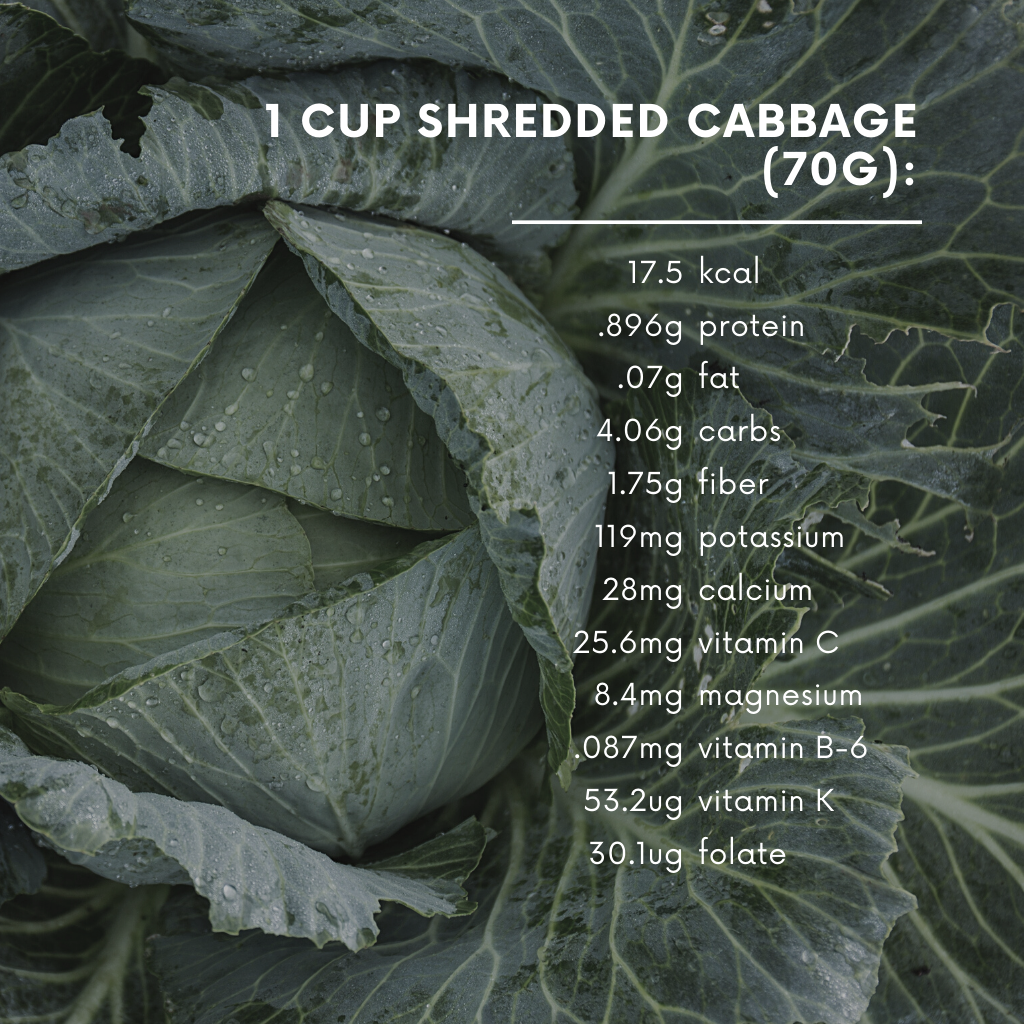 1 CUP SHREDDED CABBAGE
(70G):
17.5 kcal
.896g protein
.07g fat
4.06g carbs
1.75g fiber
119mg potassium
28mg calcium
25.6mg vitamin C
8.4mg magnesium
.087mg vitamin B-6
53.2ug vitamin K
30.1ug folate